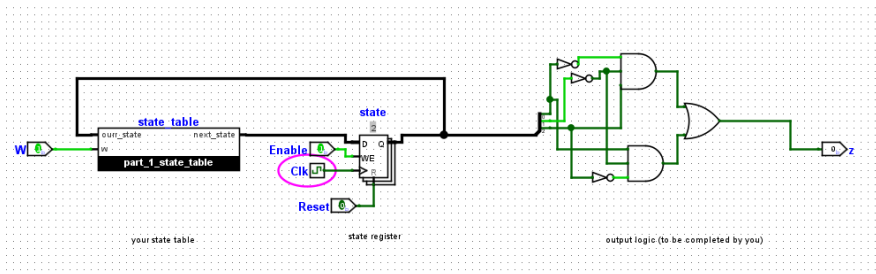 state
state_table
curr_state next_state
D Q
W
w
Enable
WE
part_1_state_table
Clk
R
Reset
z
your state table
state register
output logic (to be completed by you)